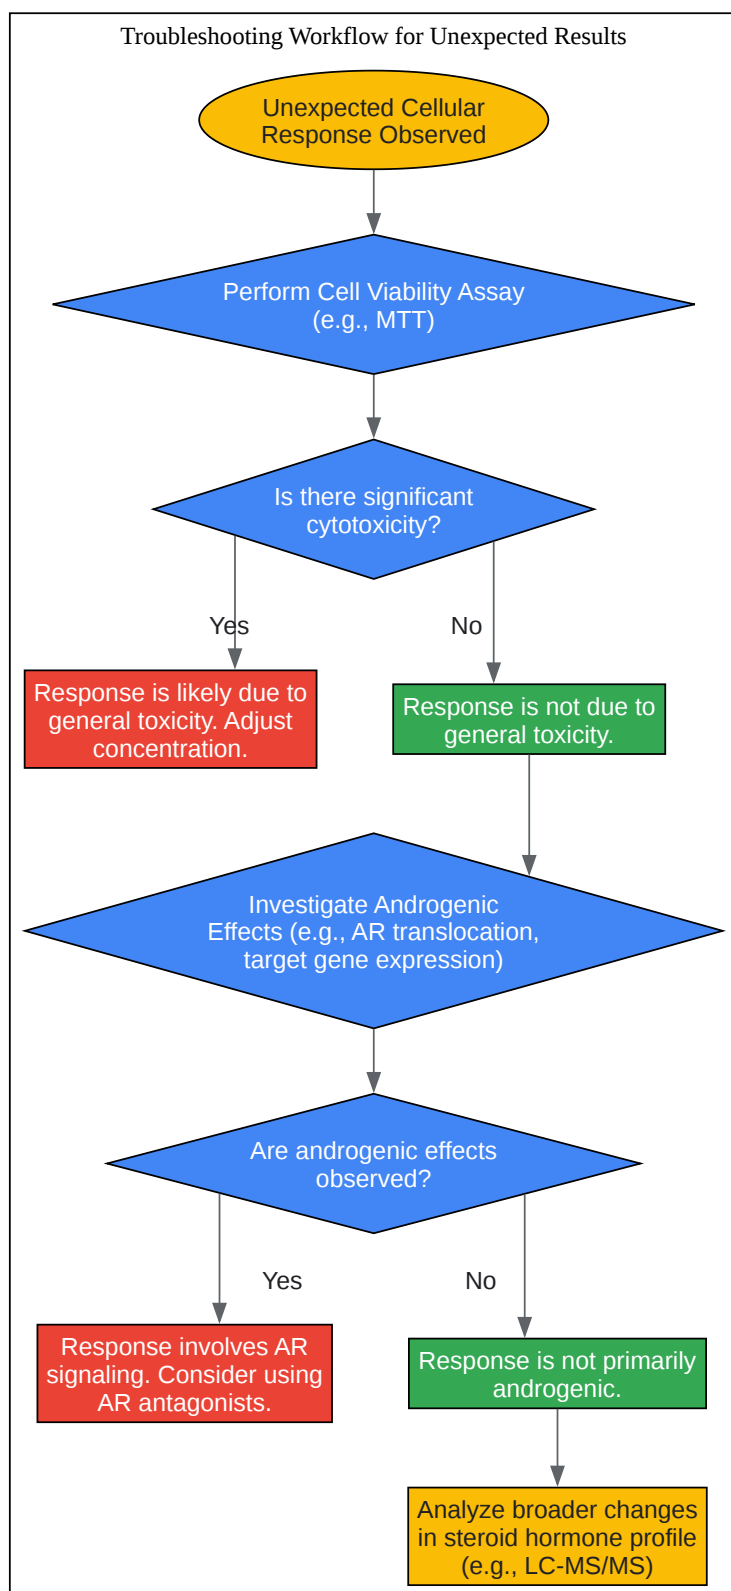 Troubleshooting Workflow for Unexpected Results
Unexpected Cellular
Response Observed
Perform Cell Viability Assay
(e.g., MTT)
Is there significant
cytotoxicity?
Yes
No
Response is likely due to
general toxicity. Adjust
concentration.
Response is not due to
general toxicity.
Investigate Androgenic
Effects (e.g., AR translocation,
target gene expression)
Are androgenic effects
observed?
Yes
No
Response involves AR
signaling. Consider using
AR antagonists.
Response is not primarily
androgenic.
Analyze broader changes
in steroid hormone profile
(e.g., LC-MS/MS)